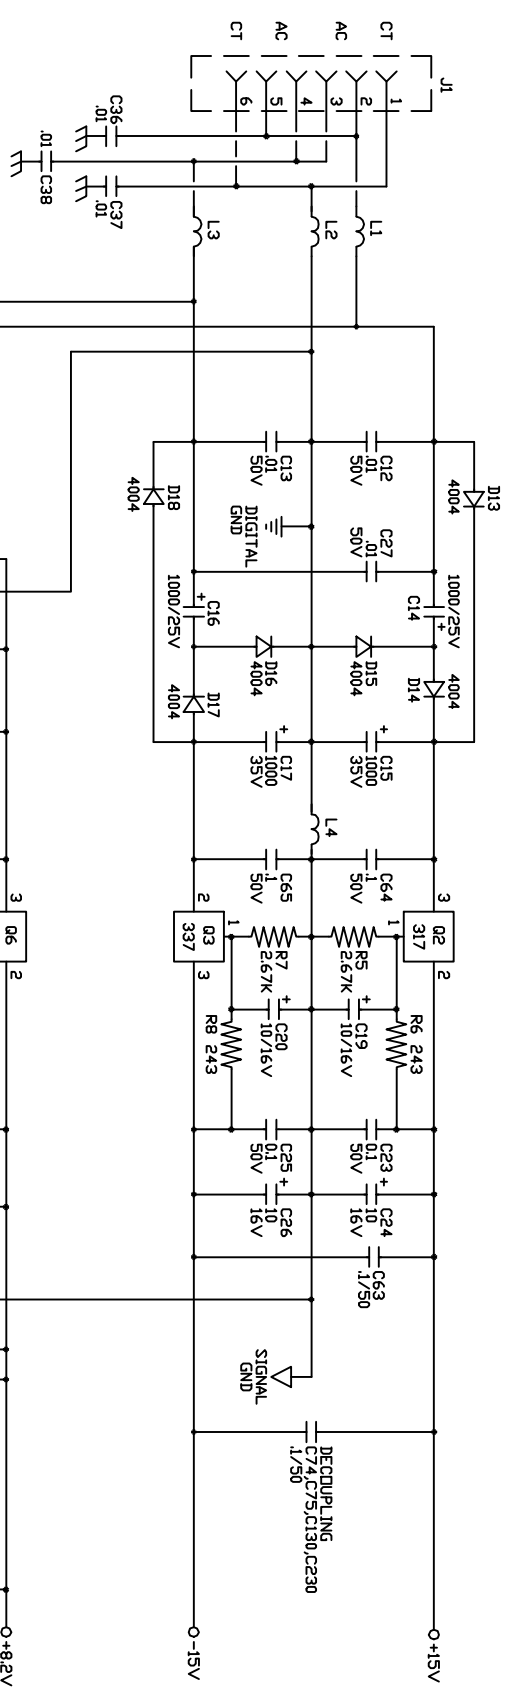 J1
CT
AC
AC
CT
1
2
3
4
5
6
C36
.01
C37
.01
C38
.01
L1
L2
L3
D13
4004
C12
.01
50V
C13
.01
50V
D18
4004
DIGITAL
GND
C27
.01
50V
1000/25V
C14
+
+
C16
1000/25V
D15
4004
D16
4004
4004
D14
D17
4004
+
C15
1000
35V
+
C17
1000
35V
L4
C64
.1
50V
C65
.1
50V
3
Q2
317
1
2
2
Q3
337
1
3
3
Q6
2
R5
2.67K
R7
2.67K
+
C19
10/16V
+
C20
10/16V
R6 243
R8 243
C23
0.1
50V
C25
0.1
50V
+
C24
10
16V
+
C26
10
16V
C63
.1/50
SIGNAL
GND
DECOUPLING
C74,C75,C130,C230
.1/50
+15V
-15V
+8.2V